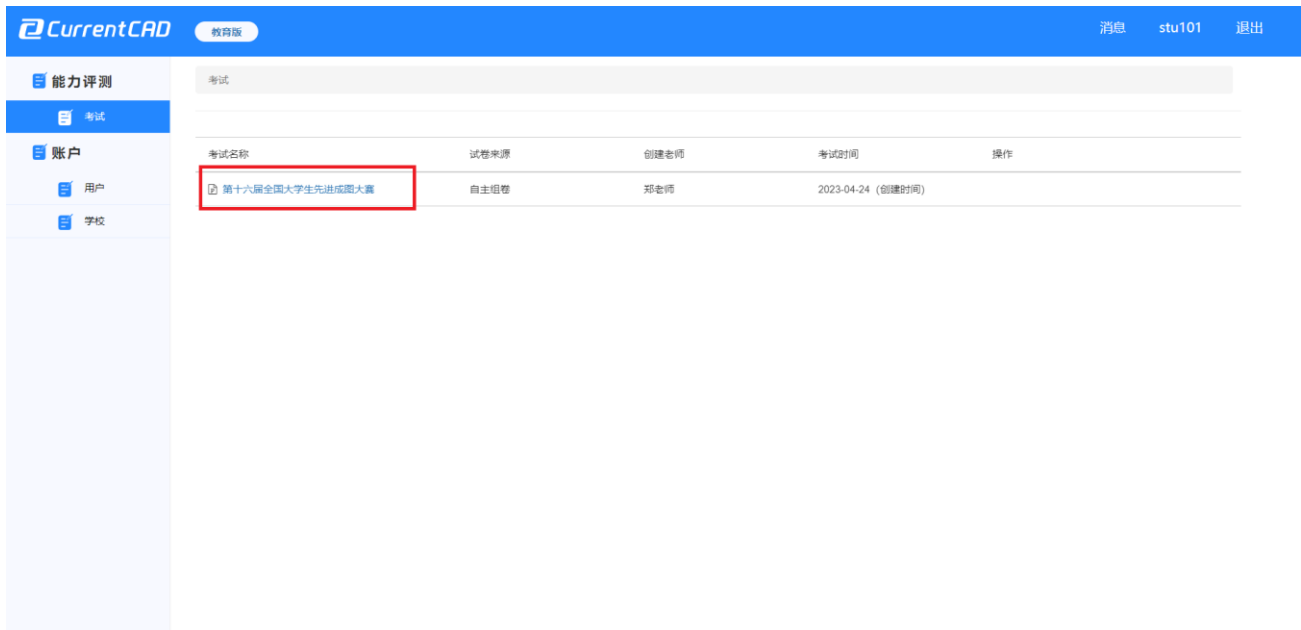 CurrentCAD 教育版 消息 stu101 退出
能力评测
考试
账户
用户
学校
考试
考试名称 试卷来源 创建老师 考试时间 操作
第十六届全国大学生先进成图大赛 自主组卷 郑老师 2023-04-24 (创建时间)